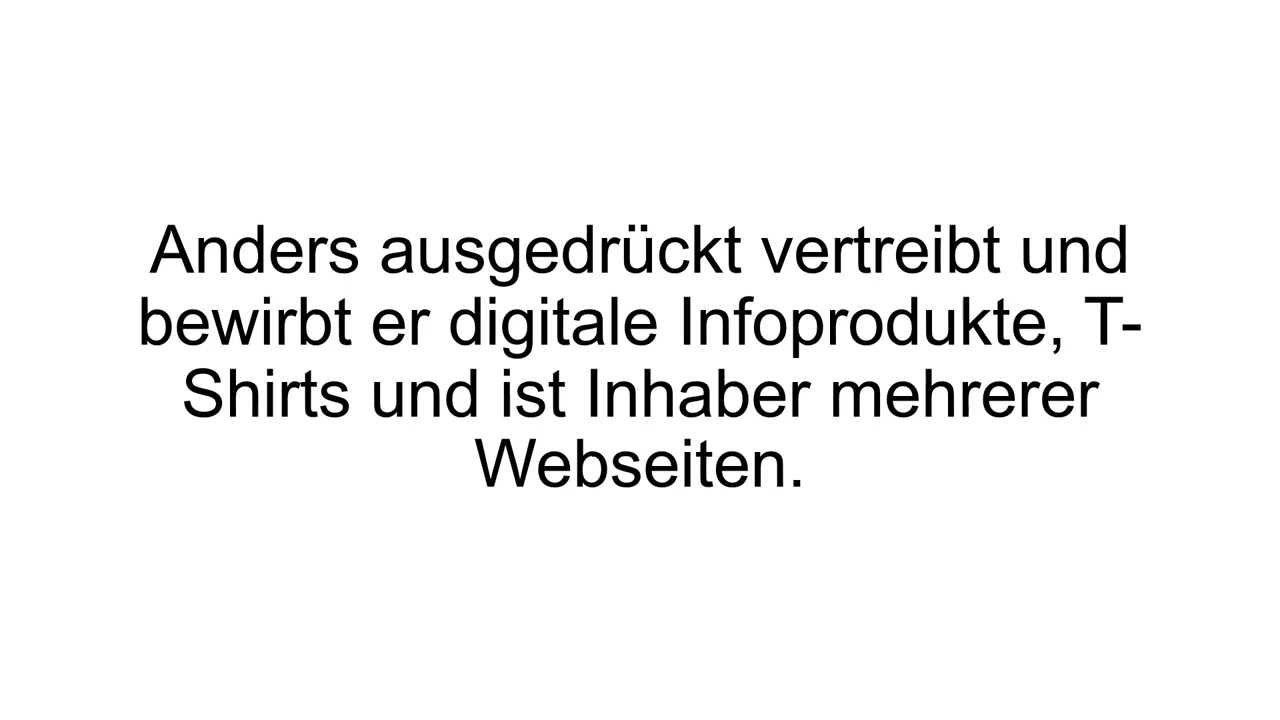 Anders ausgedrückt vertreibt und
bewirbt er digitale Infoprodukte, T-
Shirts und ist Inhaber mehrerer
Webseiten.